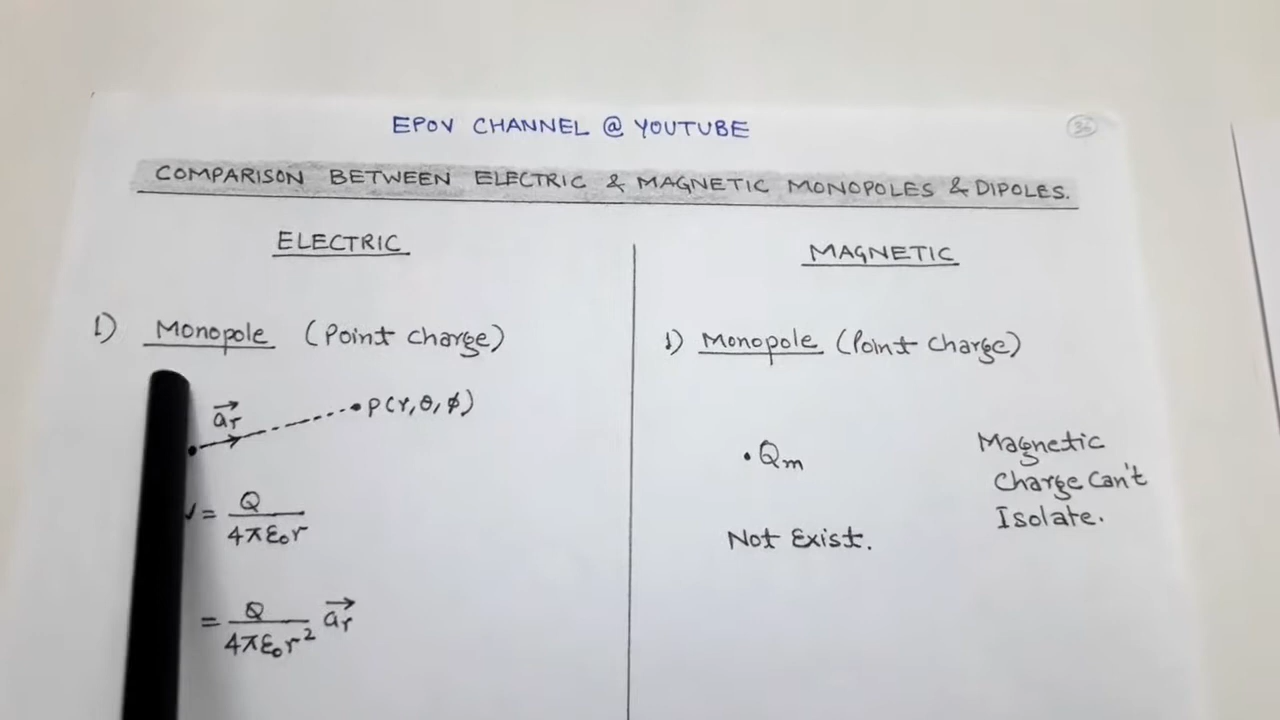 EPOV CHANNEL @ YOUTUBE
36
COMPARISON BETWEEN ELECTRIC & MAGNETIC MONOPOLES & DIPOLES.
ELECTRIC
1) Monopole (Point charge)
a⃗r
P(r, θ, ϕ)
V = Q / 4πε₀r
= Q / 4πε₀r² a⃗r
MAGNETIC
1) Monopole (Point charge)
Qm
Not Exist.
Magnetic
Charge Can't
Isolate.